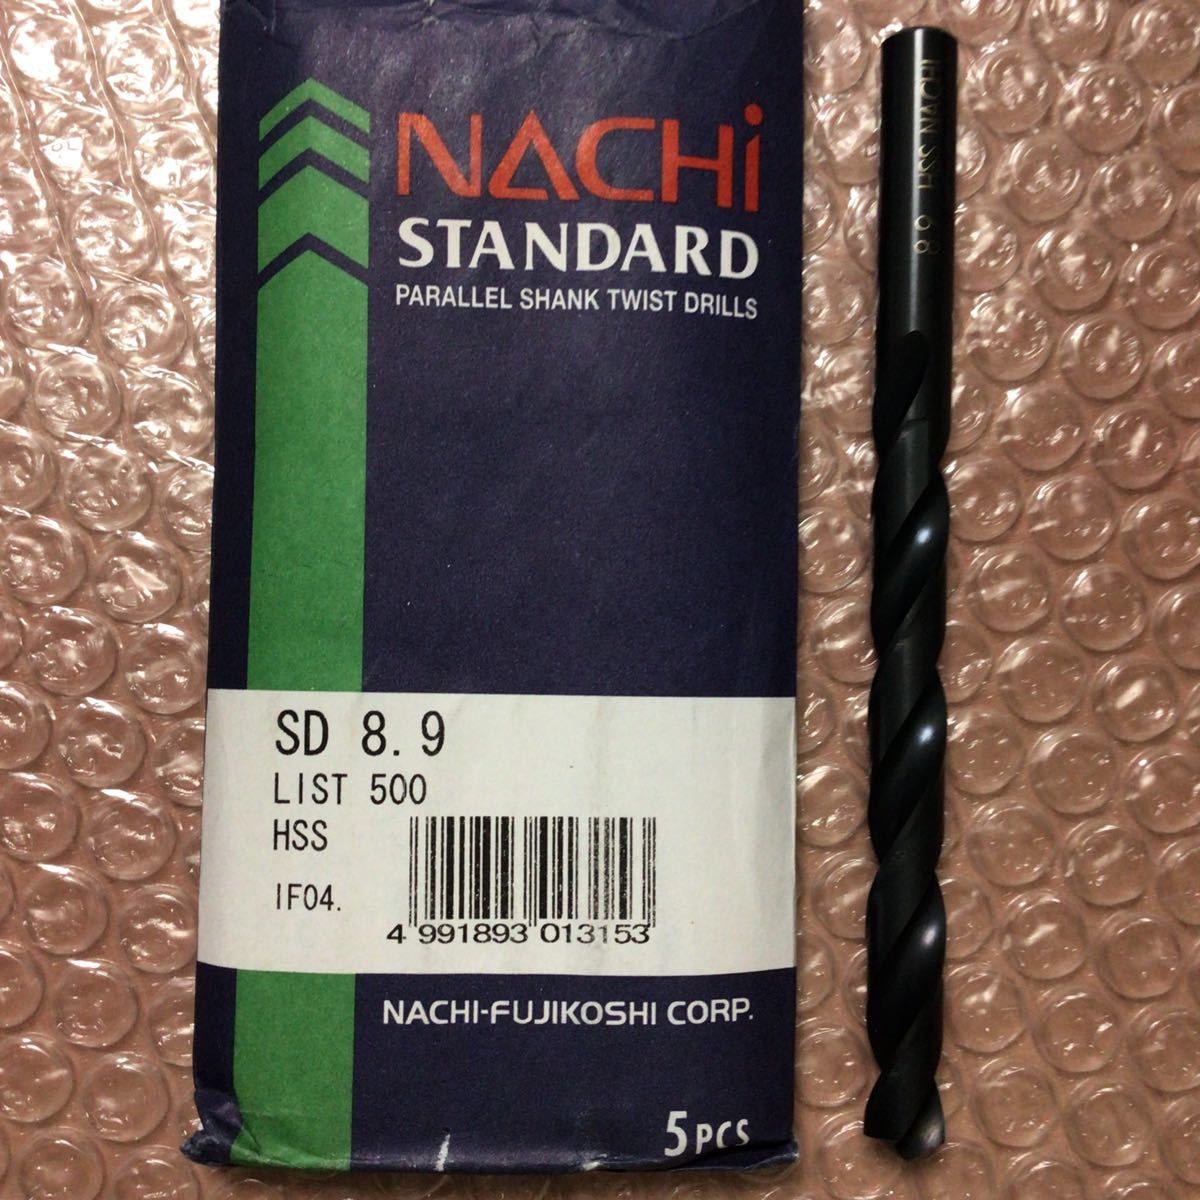 NACHi
STANDARD
PARALLEL SHANK TWIST DRILLS
SD 8.9
LIST 500
HSS
IF04.
4 991893 013153
NACHI-FUJIKOSHI CORP.
5PCS
8.9 HSS NACHI